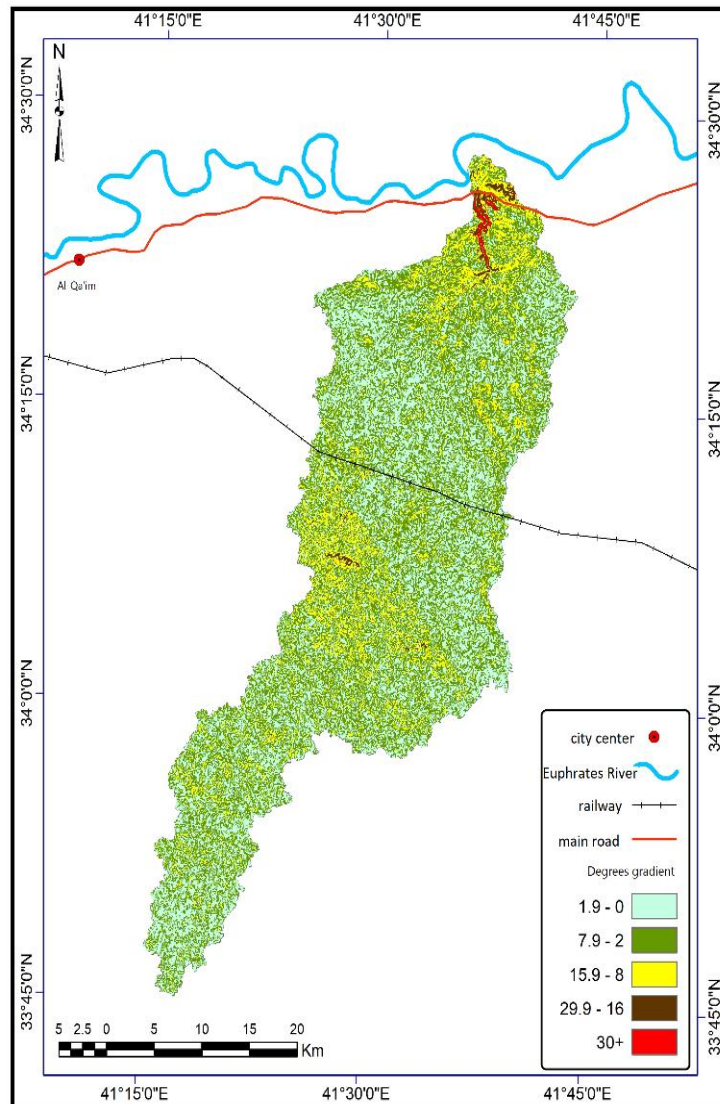 41°15'0"E 41°30'0"E 41°45'0"E
N
34°30'0"N 34°30'0"N
Al Qa'im
34°15'0"N 34°15'0"N
34°0'0"N 34°0'0"N
city center
Euphrates River
railway
main road
Degrees gradient
1.9 - 0
7.9 - 2
15.9 - 8
29.9 - 16
30+
33°45'0"N 33°45'0"N
5 2.5 0 5 10 15 20
Km
41°15'0"E 41°30'0"E 41°45'0"E